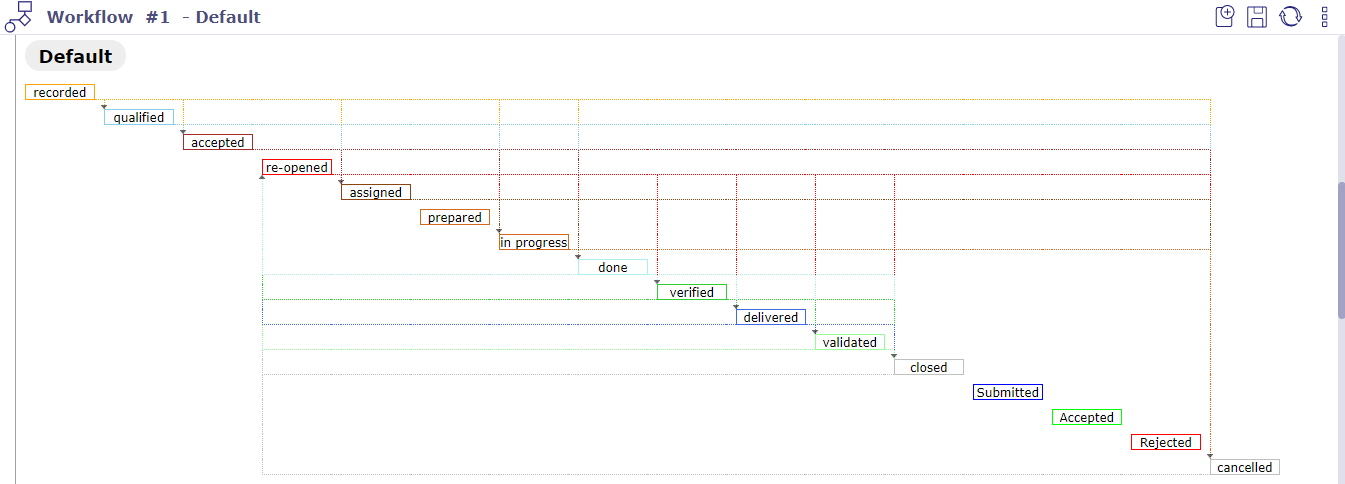 Workflow #1 - Default
Default
recorded
qualified
accepted
re-opened
assigned
prepared
in progress
done
verified
delivered
validated
closed
Submitted
Accepted
Rejected
cancelled